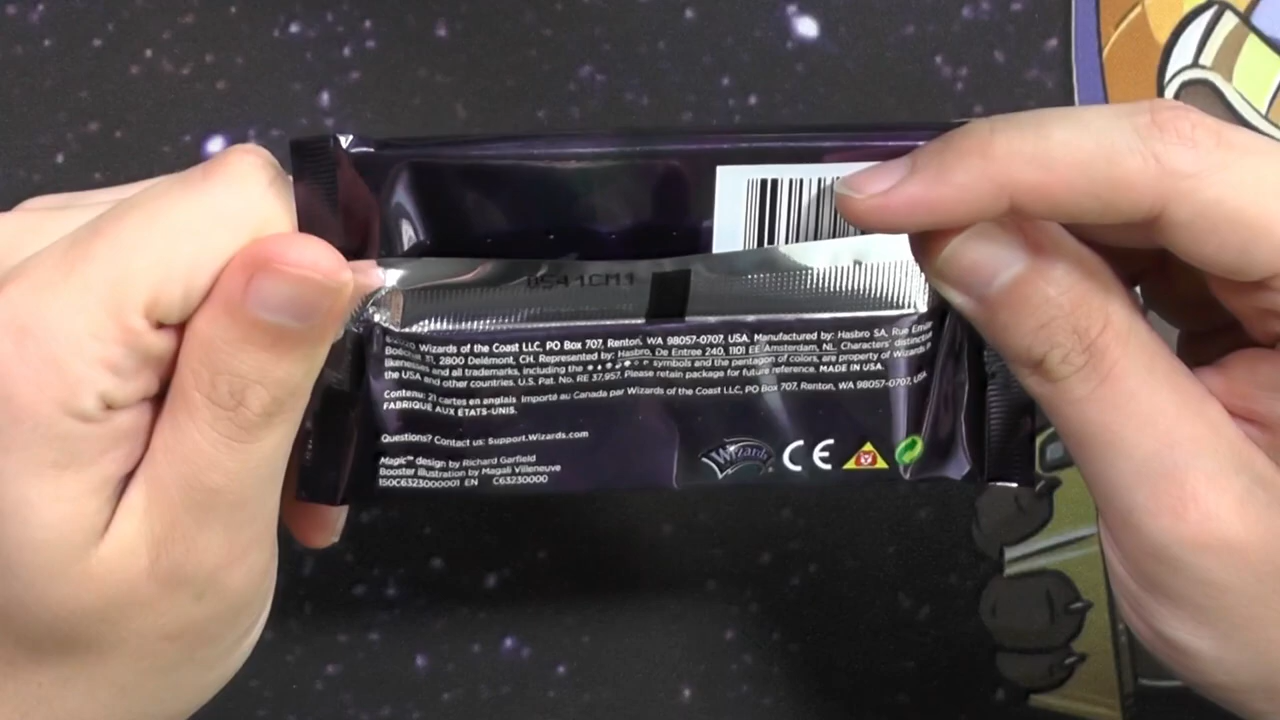 0541CM1
©2020 Wizards of the Coast LLC, PO Box 707, Renton, WA 98057-0707, USA. Manufactured by: Hasbro SA, Rue Emile
Boéchat 31, 2800 Delémont, CH. Represented by: Hasbro, De Entree 240, 1101 EE Amsterdam, NL. Characters' distinctive
likenesses and all trademarks, including the symbols and the pentagon of colors, are property of Wizards in
the USA and other countries. U.S. Pat. No. RE 37,957. Please retain package for future reference. MADE IN USA.
Contenu: 21 cartes en anglais Importé au Canada par Wizards of the Coast LLC, PO Box 707, Renton, WA 98057-0707, USA
FABRIQUÉ AUX ÉTATS-UNIS.
Questions? Contact us: Support.Wizards.com
Magic™ design by Richard Garfield
Booster illustration by Magali Villeneuve
150C6323000001 EN C63230000
Wizards
CE